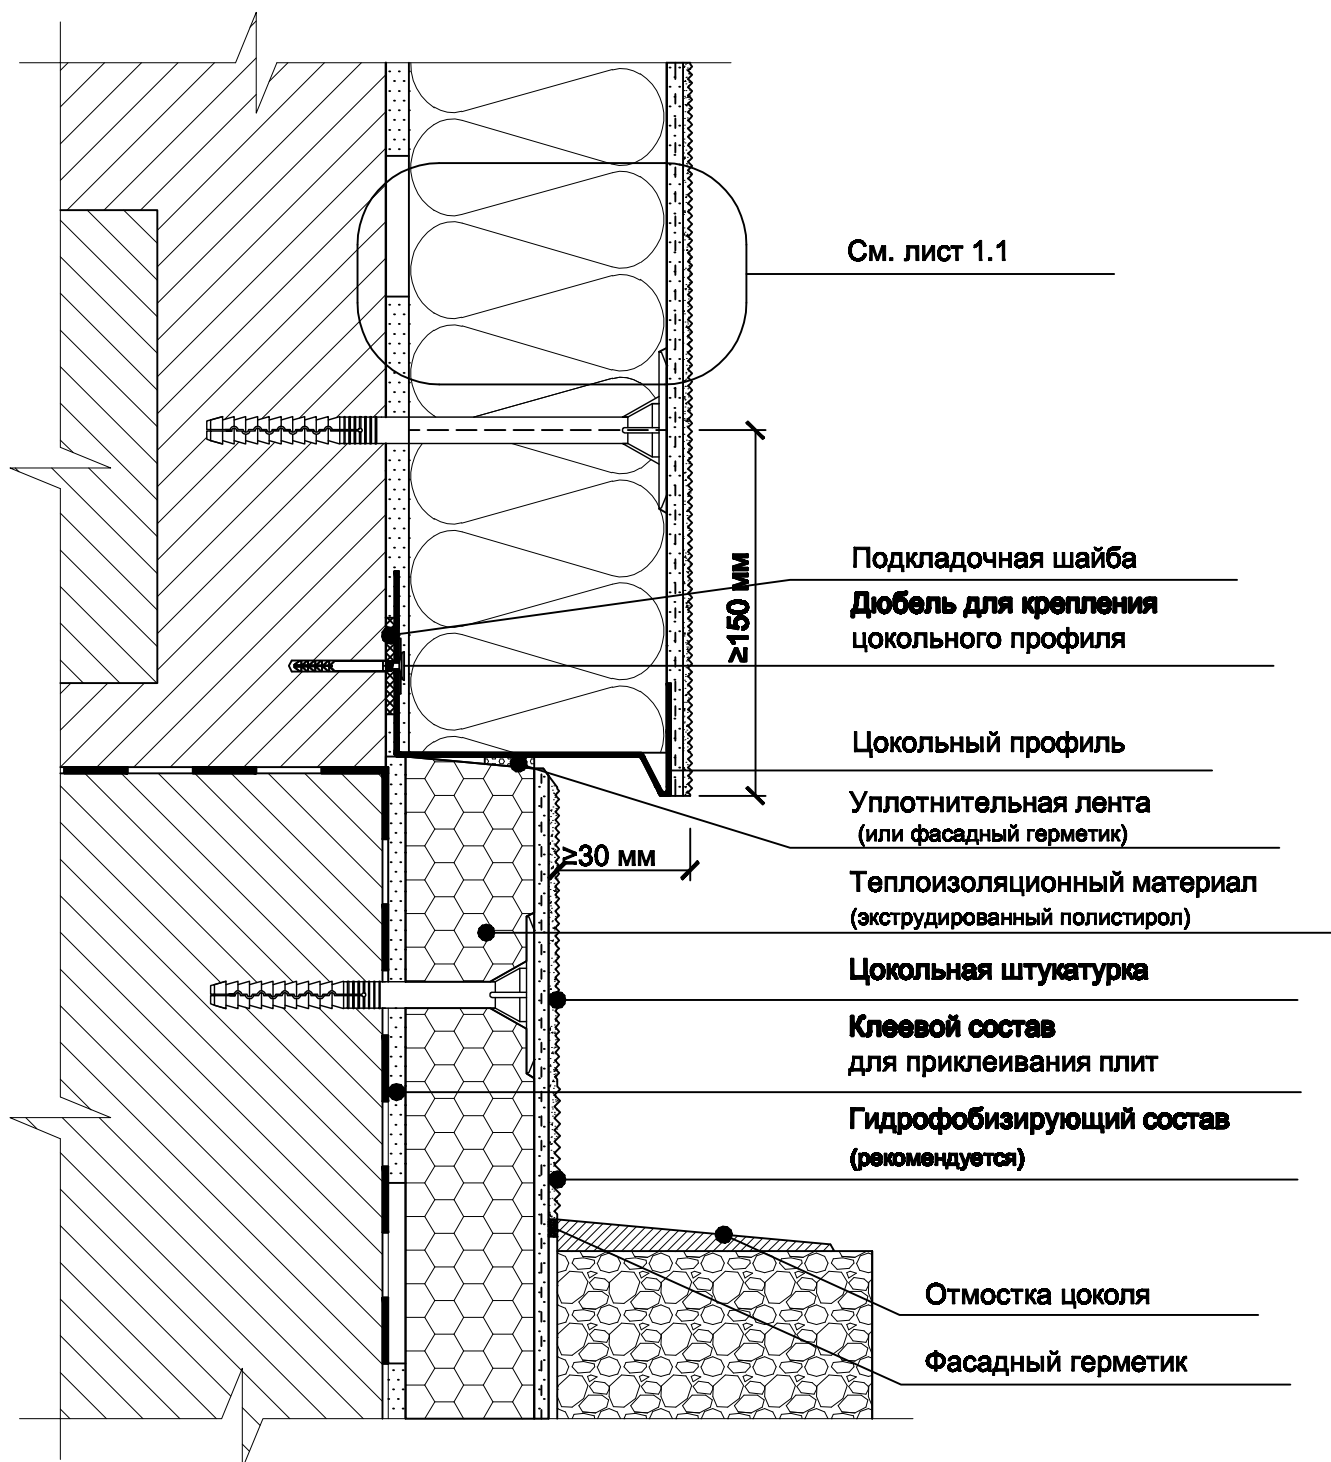 См. лист 1.1
Подкладочная шайба
Дюбель для крепления
цокольного профиля
≥150 мм
Цокольный профиль
Уплотнительная лента
(или фасадный герметик)
≥30 мм
Теплоизоляционный материал
(экструдированный полистирол)
Цокольная штукатурка
Клеевой состав
для приклеивания плит
Гидрофобизирующий состав
(рекомендуется)
Отмостка цоколя
Фасадный герметик